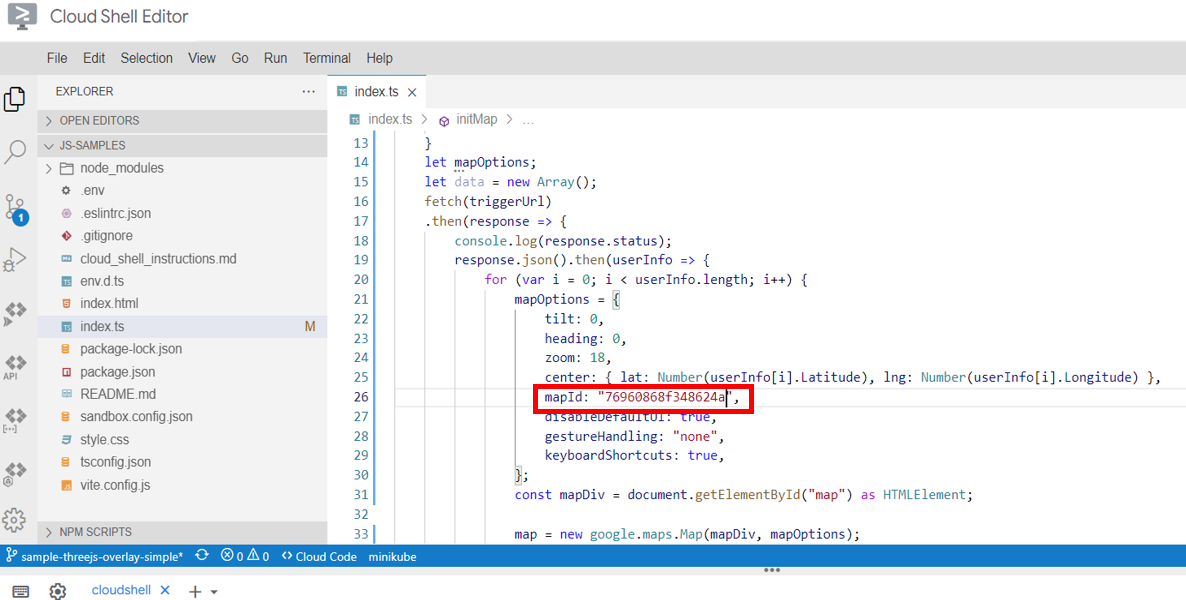 Cloud Shell Editor
File Edit Selection View Go Run Terminal Help
EXPLORER ...
OPEN EDITORS
JS-SAMPLES
node_modules
.env
.eslintrc.json
.gitignore
cloud_shell_instructions.md
env.d.ts
index.html
index.ts M
package-lock.json
package.json
README.md
sandbox.config.json
style.css
tsconfig.json
vite.config.js
NPM SCRIPTS
1
API
index.ts ×
index.ts > initMap > ...
13 }
14 let mapOptions;
15 let data = new Array();
16 fetch(triggerUrl)
17 .then(response => {
18 console.log(response.status);
19 response.json().then(userInfo => {
20 for (var i = 0; i < userInfo.length; i++) {
21 mapOptions = {
22 tilt: 0,
23 heading: 0,
24 zoom: 18,
25 center: { lat: Number(userInfo[i].Latitude), lng: Number(userInfo[i].Longitude) },
26 mapId: "76960868f348624a",
27 disableDefaultUI: true,
28 gestureHandling: "none",
29 keyboardShortcuts: true,
30 };
31 const mapDiv = document.getElementById("map") as HTMLElement;
32
33 map = new google.maps.Map(mapDiv, mapOptions);
sample-threejs-overlay-simple* 0 0 <> Cloud Code minikube
cloudshell × +